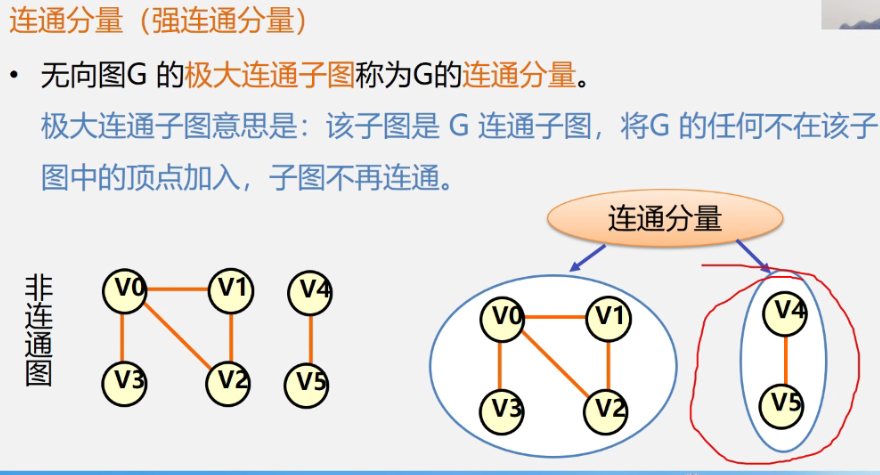 连通分量（强连通分量）
• 无向图G 的极大连通子图称为G的连通分量。
极大连通子图意思是：该子图是 G 连通子图，将G 的任何不在该子
图中的顶点加入，子图不再连通。
连通分量
非连通图
V0 V1 V4
V3 V2 V5
V0 V1 V4
V3 V2 V5